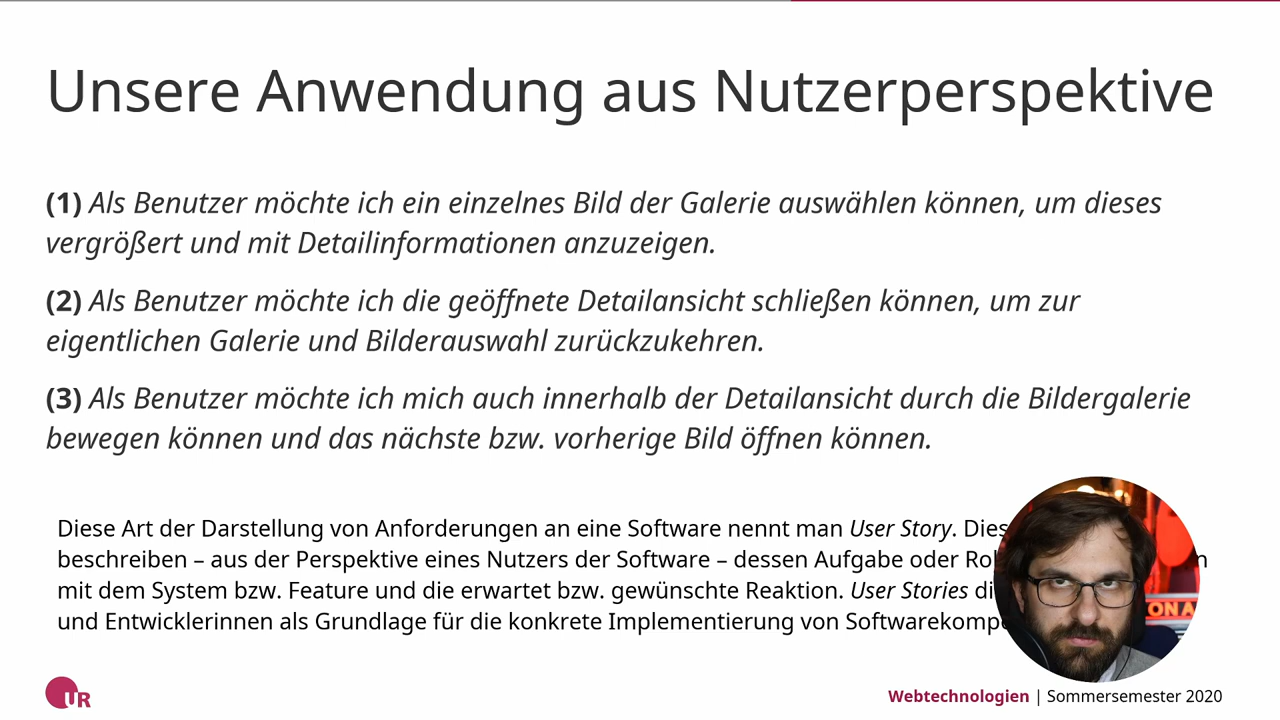 Unsere Anwendung aus Nutzerperspektive
(1) Als Benutzer möchte ich ein einzelnes Bild der Galerie auswählen können, um dieses
vergrößert und mit Detailinformationen anzuzeigen.
(2) Als Benutzer möchte ich die geöffnete Detailansicht schließen können, um zur
eigentlichen Galerie und Bilderauswahl zurückzukehren.
(3) Als Benutzer möchte ich mich auch innerhalb der Detailansicht durch die Bildergalerie
bewegen können und das nächste bzw. vorherige Bild öffnen können.
Diese Art der Darstellung von Anforderungen an eine Software nennt man User Story.
beschreiben – aus der Perspektive eines Nutzers der Software – dessen Aufgabe oder
mit dem System bzw. Feature und die erwartet bzw. gewünschte Reaktion. User Stories
und Entwicklerinnen als Grundlage für die konkrete Implementierung von
ON A
UR
Webtechnologien | Sommersemester 2020